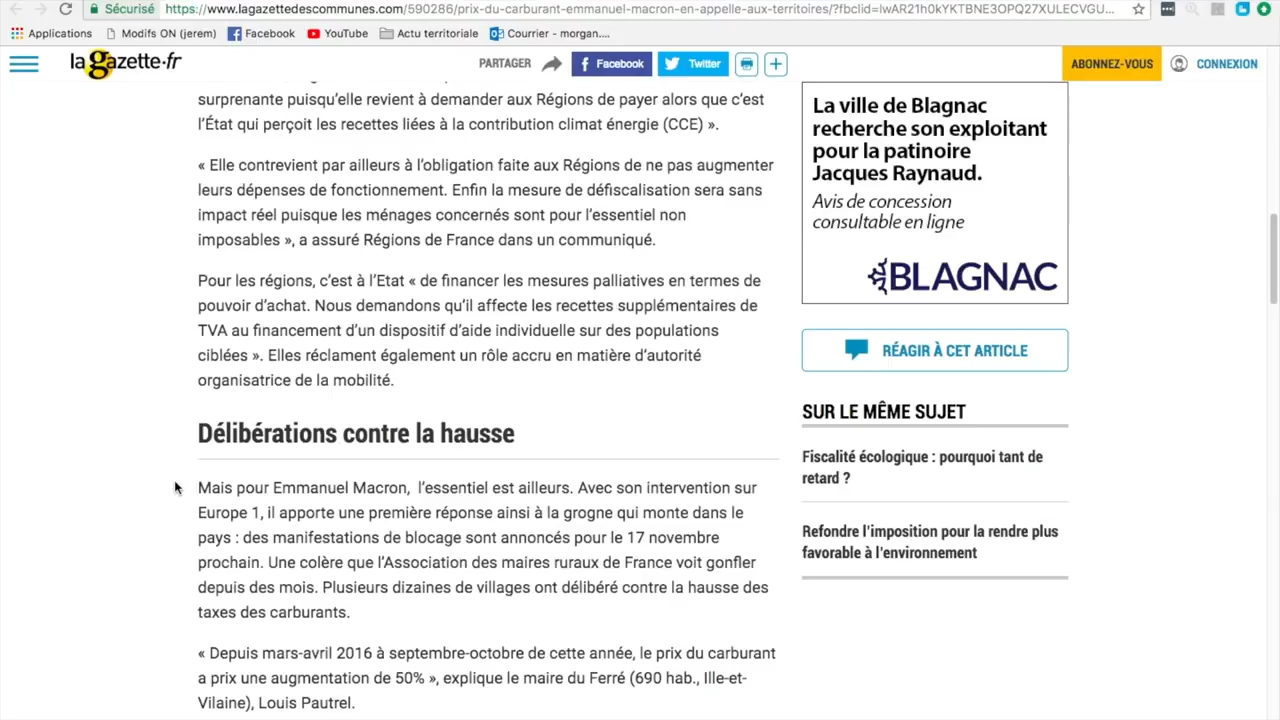 Sécurisé
https://www.lagazettedescommunes.com/590286/prix-du-carburant-emmanuel-macron-en-appelle-aux-territoires/?fbclid=IwAR21h0kYKTBNE3OPQ27XULECVGU...
Applications
Modifs ON (jerem)
Facebook
YouTube
Actu territoriale
Courrier - morgan....
la gazette·fr
PARTAGER
Facebook
Twitter
ABONNEZ-VOUS
CONNEXION
surprenante puisqu’elle revient à demander aux Régions de payer alors que c’est
l’État qui perçoit les recettes liées à la contribution climat énergie (CCE) ».
« Elle contrevient par ailleurs à l’obligation faite aux Régions de ne pas augmenter
leurs dépenses de fonctionnement. Enfin la mesure de défiscalisation sera sans
impact réel puisque les ménages concernés sont pour l’essentiel non
imposables », a assuré Régions de France dans un communiqué.
Pour les régions, c’est à l’Etat « de financer les mesures palliatives en termes de
pouvoir d’achat. Nous demandons qu’il affecte les recettes supplémentaires de
TVA au financement d’un dispositif d’aide individuelle sur des populations
ciblées ». Elles réclament également un rôle accru en matière d’autorité
organisatrice de la mobilité.
Délibérations contre la hausse
Mais pour Emmanuel Macron, l’essentiel est ailleurs. Avec son intervention sur
Europe 1, il apporte une première réponse ainsi à la grogne qui monte dans le
pays : des manifestations de blocage sont annoncés pour le 17 novembre
prochain. Une colère que l’Association des maires ruraux de France voit gonfler
depuis des mois. Plusieurs dizaines de villages ont délibéré contre la hausse des
taxes des carburants.
« Depuis mars-avril 2016 à septembre-octobre de cette année, le prix du carburant
a prix une augmentation de 50% », explique le maire du Ferré (690 hab., Ille-et-
Vilaine), Louis Pautrel.
La ville de Blagnac
recherche son exploitant
pour la patinoire
Jacques Raynaud.
Avis de concession
consultable en ligne
BLAGNAC
RÉAGIR À CET ARTICLE
SUR LE MÊME SUJET
Fiscalité écologique : pourquoi tant de
retard ?
Refondre l’imposition pour la rendre plus
favorable à l’environnement